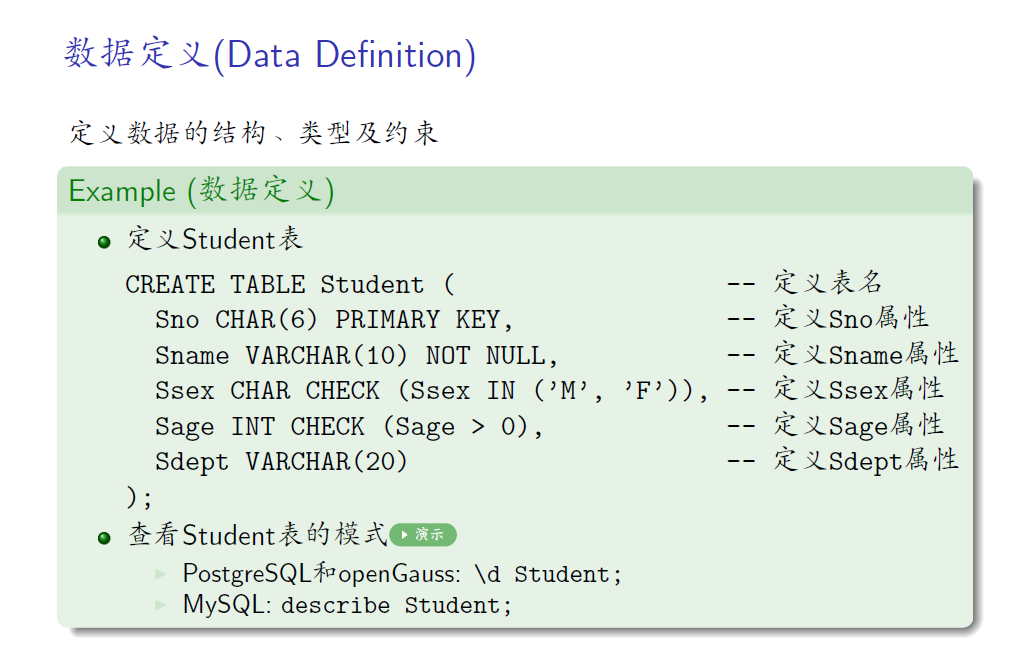 数据定义(Data Definition)
定义数据的结构、类型及约束
Example (数据定义)
定义Student表
CREATE TABLE Student ( -- 定义表名
Sno CHAR(6) PRIMARY KEY, -- 定义Sno属性
Sname VARCHAR(10) NOT NULL, -- 定义Sname属性
Ssex CHAR CHECK (Ssex IN (’M’, ’F’)), -- 定义Ssex属性
Sage INT CHECK (Sage > 0), -- 定义Sage属性
Sdept VARCHAR(20) -- 定义Sdept属性
);
查看Student表的模式 演示
PostgreSQL和openGauss: \d Student;
MySQL: describe Student;